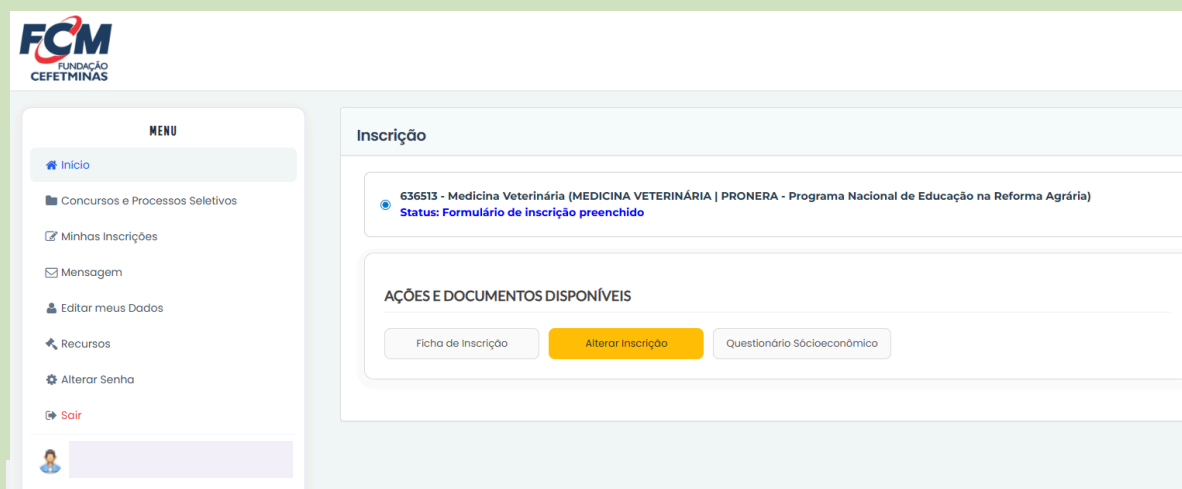 FCM
FUNDAÇÃO
CEFETMINAS
MENU
Início
Concursos e Processos Seletivos
Minhas Inscrições
Mensagem
Editar meus Dados
Recursos
Alterar Senha
Sair
Inscrição
636513 - Medicina Veterinária (MEDICINA VETERINÁRIA | PRONERA - Programa Nacional de Educação na Reforma Agrária)
Status: Formulário de inscrição preenchido
AÇÕES E DOCUMENTOS DISPONÍVEIS
Ficha de Inscrição
Alterar Inscrição
Questionário Sócioeconômico